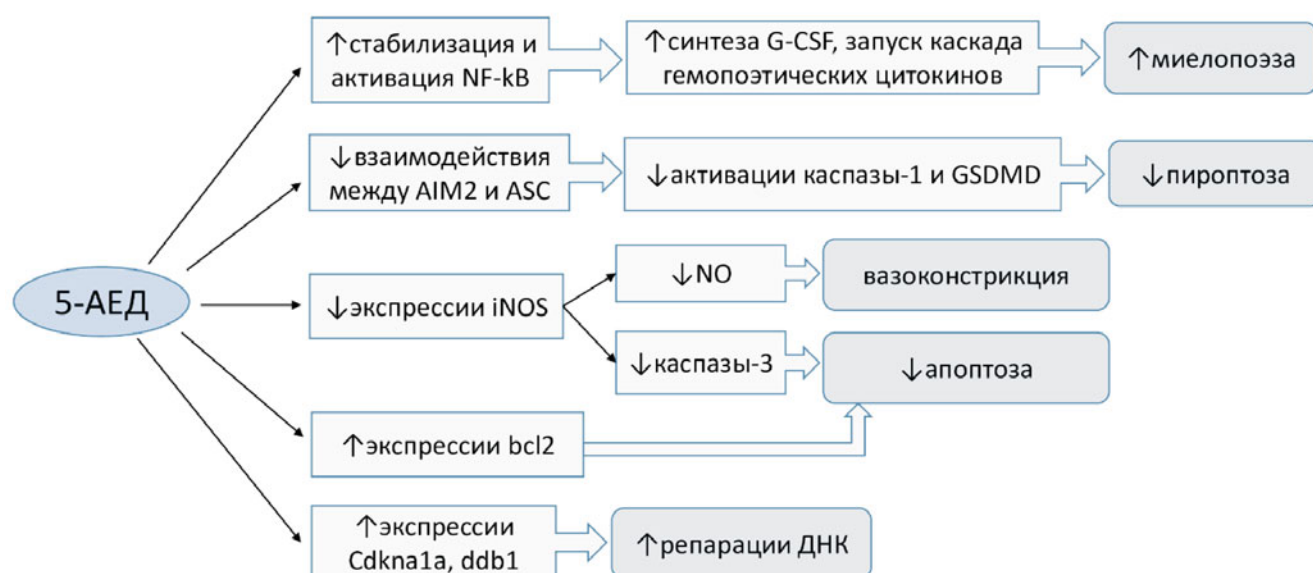 ↑стабилизация и
активация NF-kB
↑синтеза G-CSF, запуск каскада
гемопоэтических цитокинов
↑миелопоэза
↓взаимодействия
между AIM2 и ASC
↓активации каспазы-1 и GSDMD
↓пироптоза
5-АЕД
↓экспрессии iNOS
↓NO
вазоконстрикция
↓каспазы-3
↓апоптоза
↑экспрессии bcl2
↑экспрессии
Cdkna1a, ddb1
↑репарации ДНК